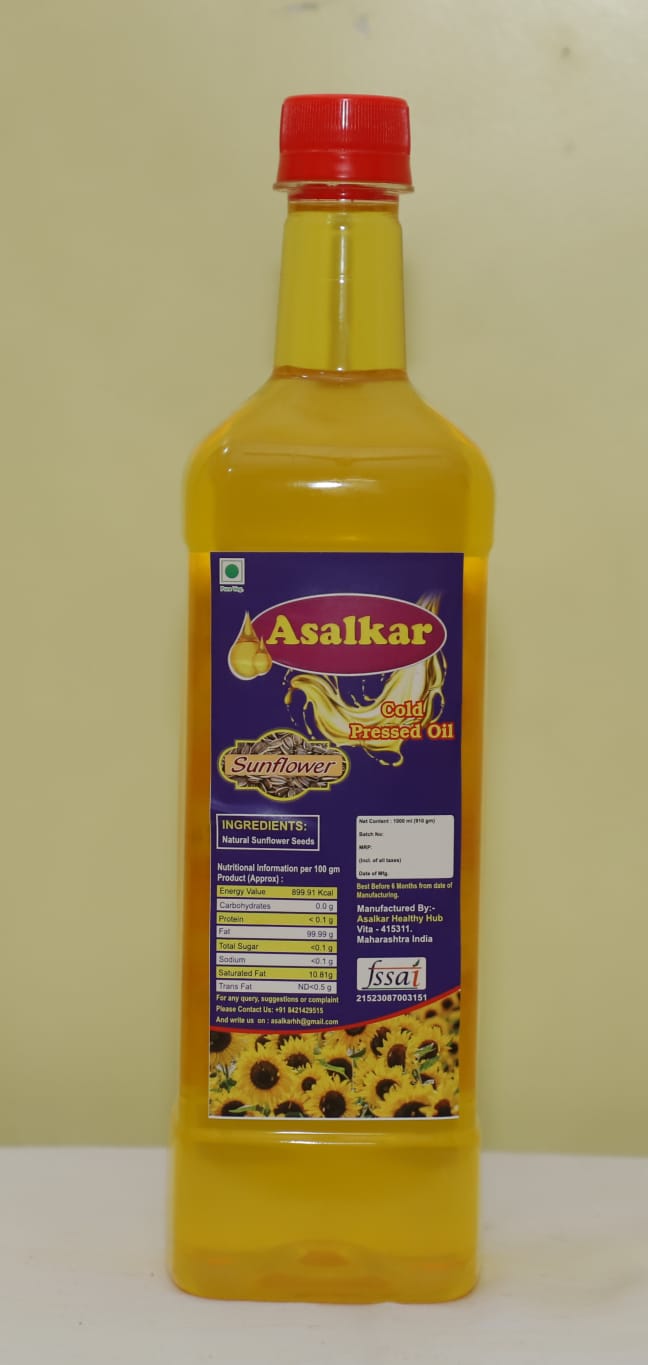 Pure Veg.
Asalkar
Cold
Pressed Oil
Sunflower
INGREDIENTS:
Natural Sunflower Seeds
Nutritional Information per 100 gm
Product (Approx) :
Energy Value 899.91 Kcal
Carbohydrates 0.0 g
Protein < 0.1 g
Fat 99.99 g
Total Sugar <0.1 g
Sodium <0.1 g
Saturated Fat 10.81g
Trans Fat ND<0.5 g
For any query, suggestions or complaint
Please Contact Us: +91 8421429515
And write us on : asalkarhh@gmail.com
Net Content : 1000 ml (910 gm)
Batch No:
MRP:
(Incl. of all taxes)
Date of Mfg.
Best Before 6 Months from date of
Manufacturing.
Manufactured By:-
Asalkar Healthy Hub
Vita - 415311.
Maharashtra India
fssai
21523087003151